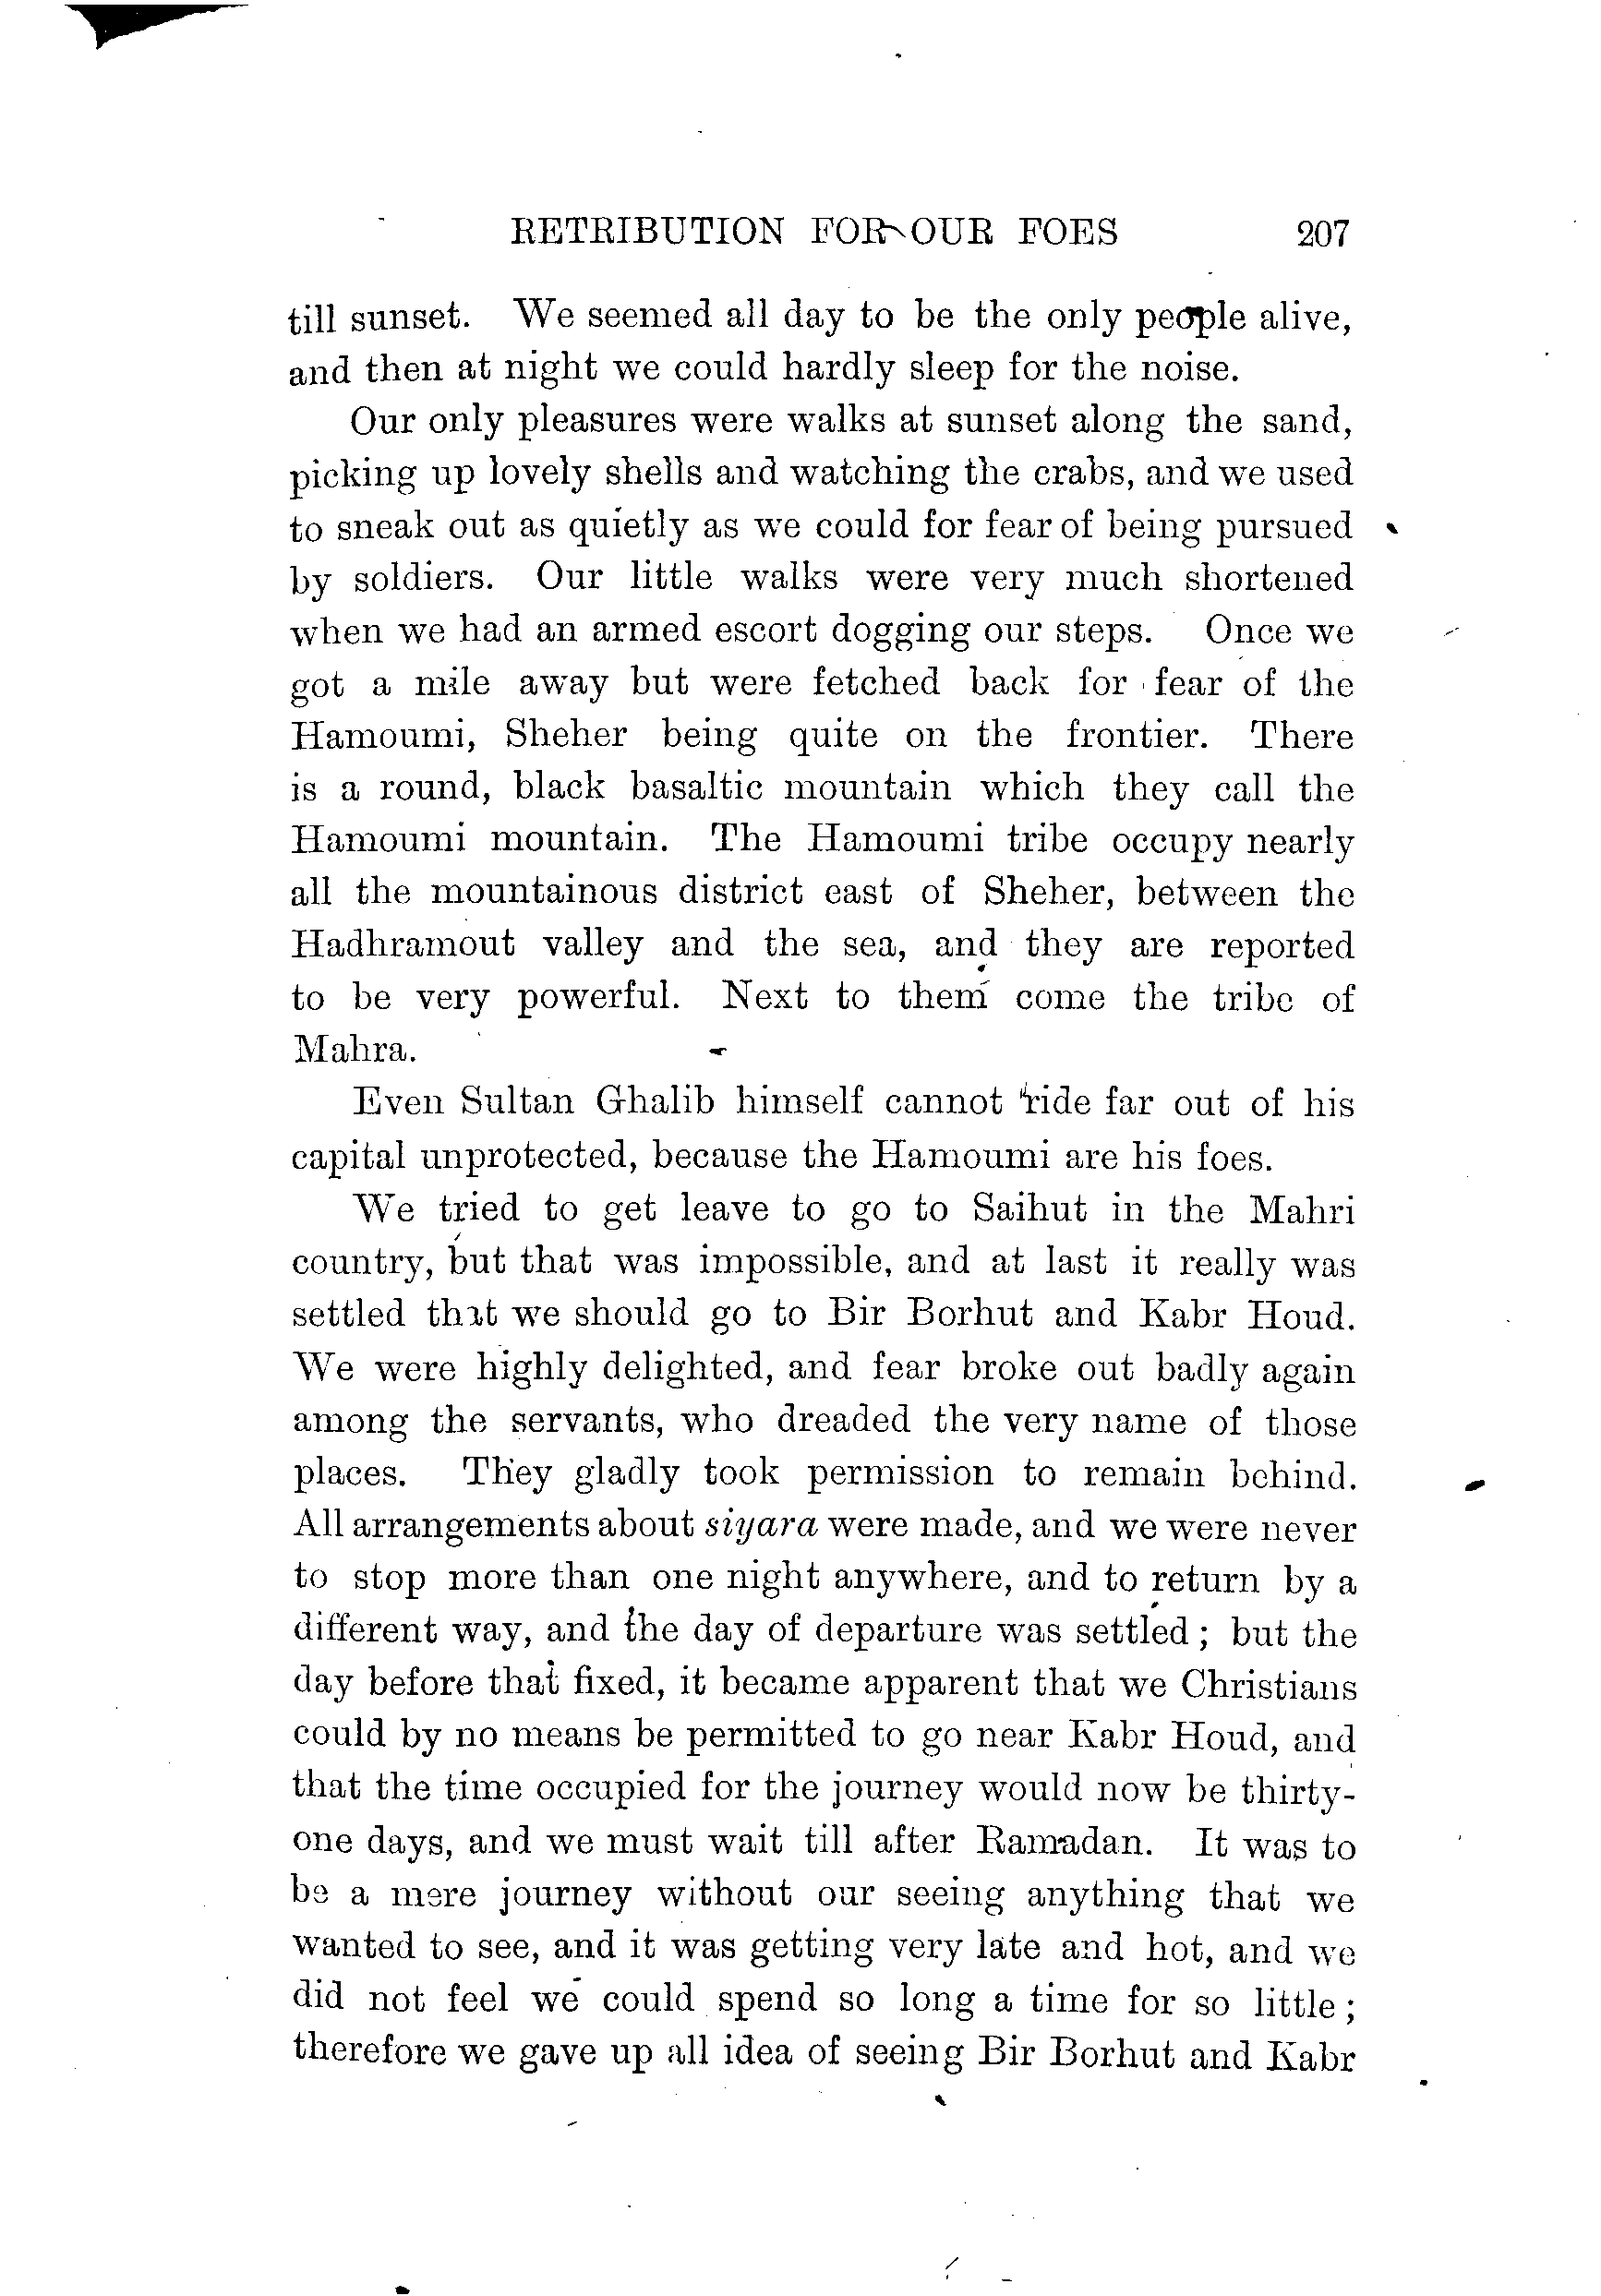 RETRIBUTION FOR OUR FOES 207
till sunset. We seemed all day to be the only people alive,
and then at night we could hardly sleep for the noise.
Our only pleasures were walks at sunset along the sand,
picking up lovely shells and watching the crabs, and we used
to sneak out as quietly as we could for fear of being pursued
by soldiers. Our little walks were very much shortened
when we had an armed escort dogging our steps. Once we
got a mile away but were fetched back for fear of the
Hamoumi, Sheher being quite on the frontier. There
is a round, black basaltic mountain which they call the
Hamoumi mountain. The Hamoumi tribe occupy nearly
all the mountainous district east of Sheher, between the
Hadhramout valley and the sea, and they are reported
to be very powerful. Next to them come the tribe of
Mahra.
Even Sultan Ghalib himself cannot ride far out of his
capital unprotected, because the Hamoumi are his foes.
We tried to get leave to go to Saihut in the Mahri
country, but that was impossible, and at last it really was
settled that we should go to Bir Borhut and Kabr Houd.
We were highly delighted, and fear broke out badly again
among the servants, who dreaded the very name of those
places. They gladly took permission to remain behind.
All arrangements about siyara were made, and we were never
to stop more than one night anywhere, and to return by a
different way, and the day of departure was settled; but the
day before that fixed, it became apparent that we Christians
could by no means be permitted to go near Kabr Houd, and
that the time occupied for the journey would now be thirty-
one days, and we must wait till after Ramadan. It was to
be a mere journey without our seeing anything that we
wanted to see, and it was getting very late and hot, and we
did not feel we could spend so long a time for so little;
therefore we gave up all idea of seeing Bir Borhut and Kabr